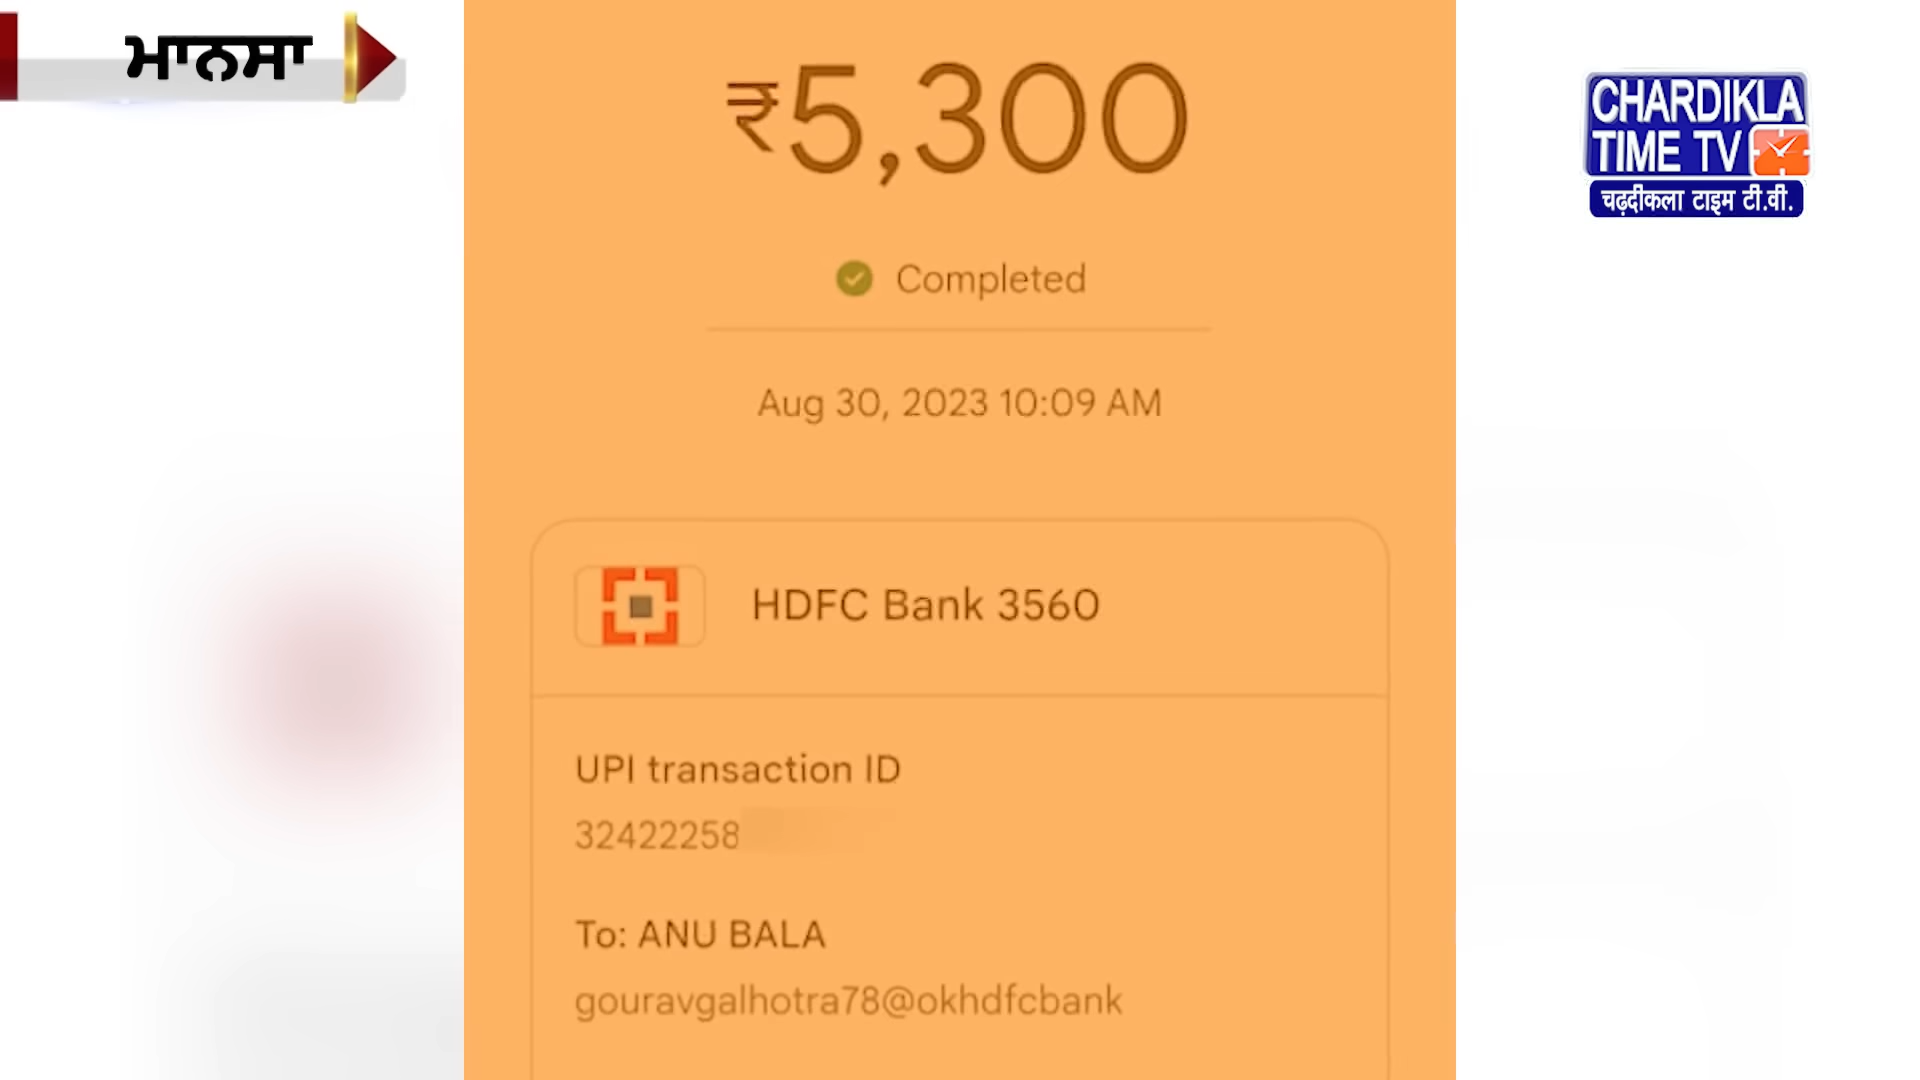 ਮਾਨਸਾ
CHARDIKLA
TIME TV
चढ़दीकला टाइम टी.वी.
₹5,300
Completed
Aug 30, 2023 10:09 AM
HDFC Bank 3560
UPI transaction ID
32422258
To: ANU BALA
gouravgalhotra78@okhdfcbank